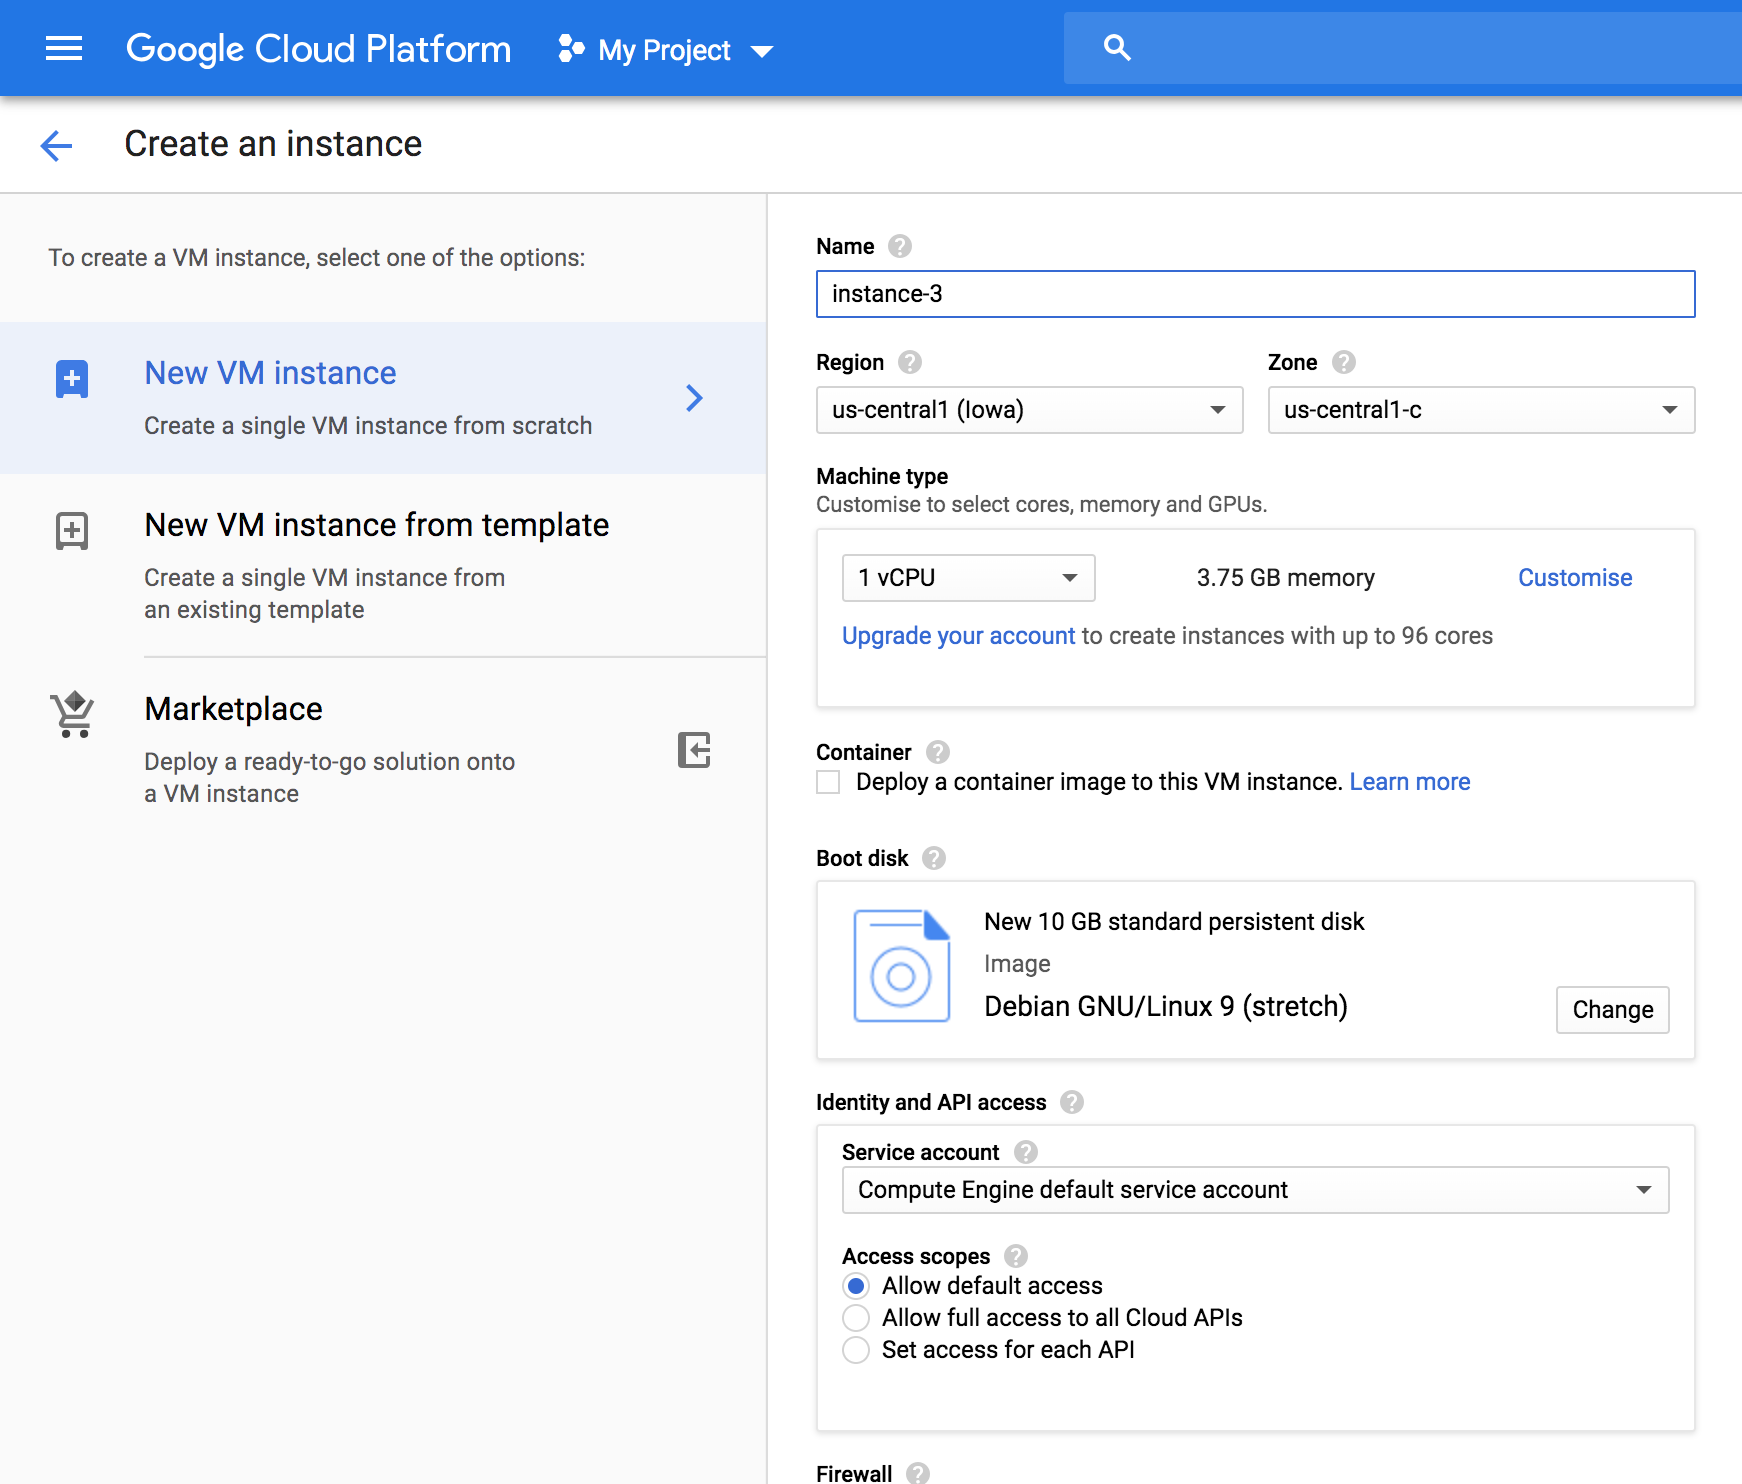 Google Cloud Platform My Project
Create an instance
To create a VM instance, select one of the options:
New VM instance
Create a single VM instance from scratch
New VM instance from template
Create a single VM instance from
an existing template
Marketplace
Deploy a ready-to-go solution onto
a VM instance
Name
instance-3
Region Zone
us-central1 (Iowa) us-central1-c
Machine type
Customise to select cores, memory and GPUs.
1 vCPU 3.75 GB memory Customise
Upgrade your account to create instances with up to 96 cores
Container
Deploy a container image to this VM instance. Learn more
Boot disk
New 10 GB standard persistent disk
Image
Debian GNU/Linux 9 (stretch)
Change
Identity and API access
Service account
Compute Engine default service account
Access scopes
Allow default access
Allow full access to all Cloud APIs
Set access for each API
Firewall